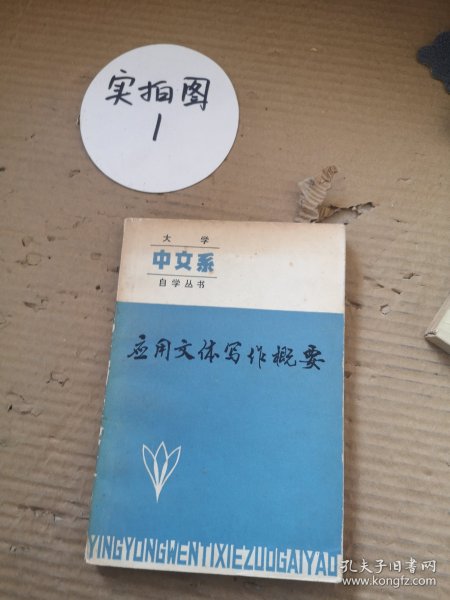 实拍图
1
大学
中文系
自学丛书
应用文体写作概要
YINGYONGWENTIXIEZUOGAIYAO
孔夫子旧书网
www.kongfz.com